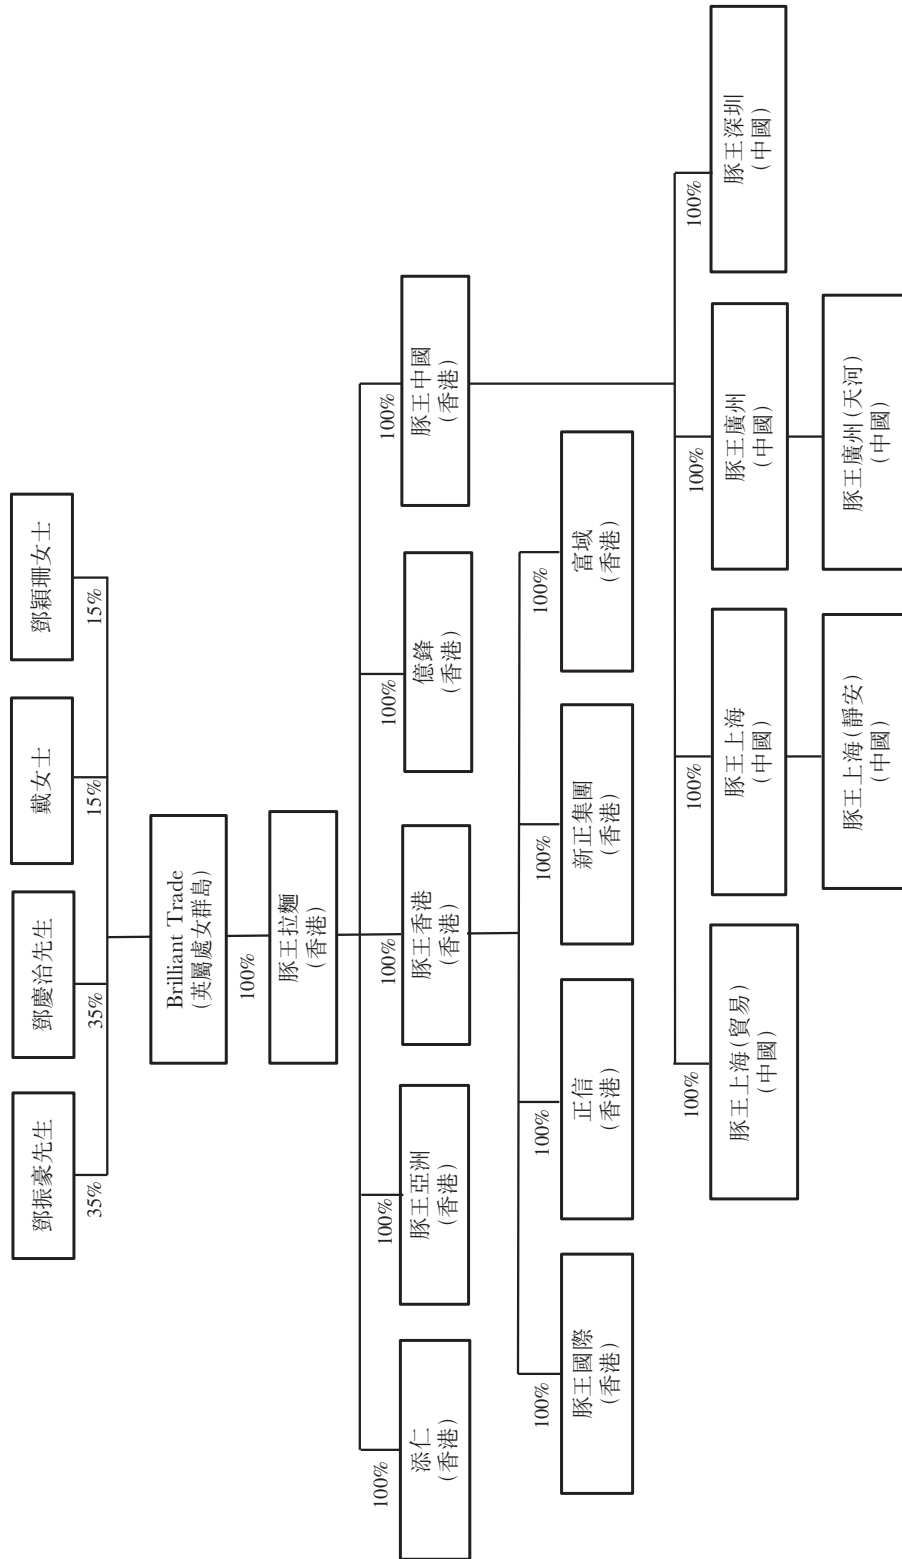 鄧振豪先生
鄧慶治先生
戴女士
鄧穎珊女士
35%
35%
15%
15%
Brilliant Trade
(英屬處女群島)
100%
豚王拉麵
(香港)
100%
100%
100%
100%
100%
添仁
(香港)
豚王亞洲
(香港)
豚王香港
(香港)
億鋒
(香港)
豚王中國
(香港)
100%
100%
100%
100%
豚王國際
(香港)
正信
(香港)
新正集團
(香港)
富域
(香港)
100%
100%
100%
100%
豚王上海(貿易)
(中國)
豚王上海
(中國)
豚王廣州
(中國)
豚王深圳
(中國)
豚王上海(靜安)
(中國)
豚王廣州(天河)
(中國)